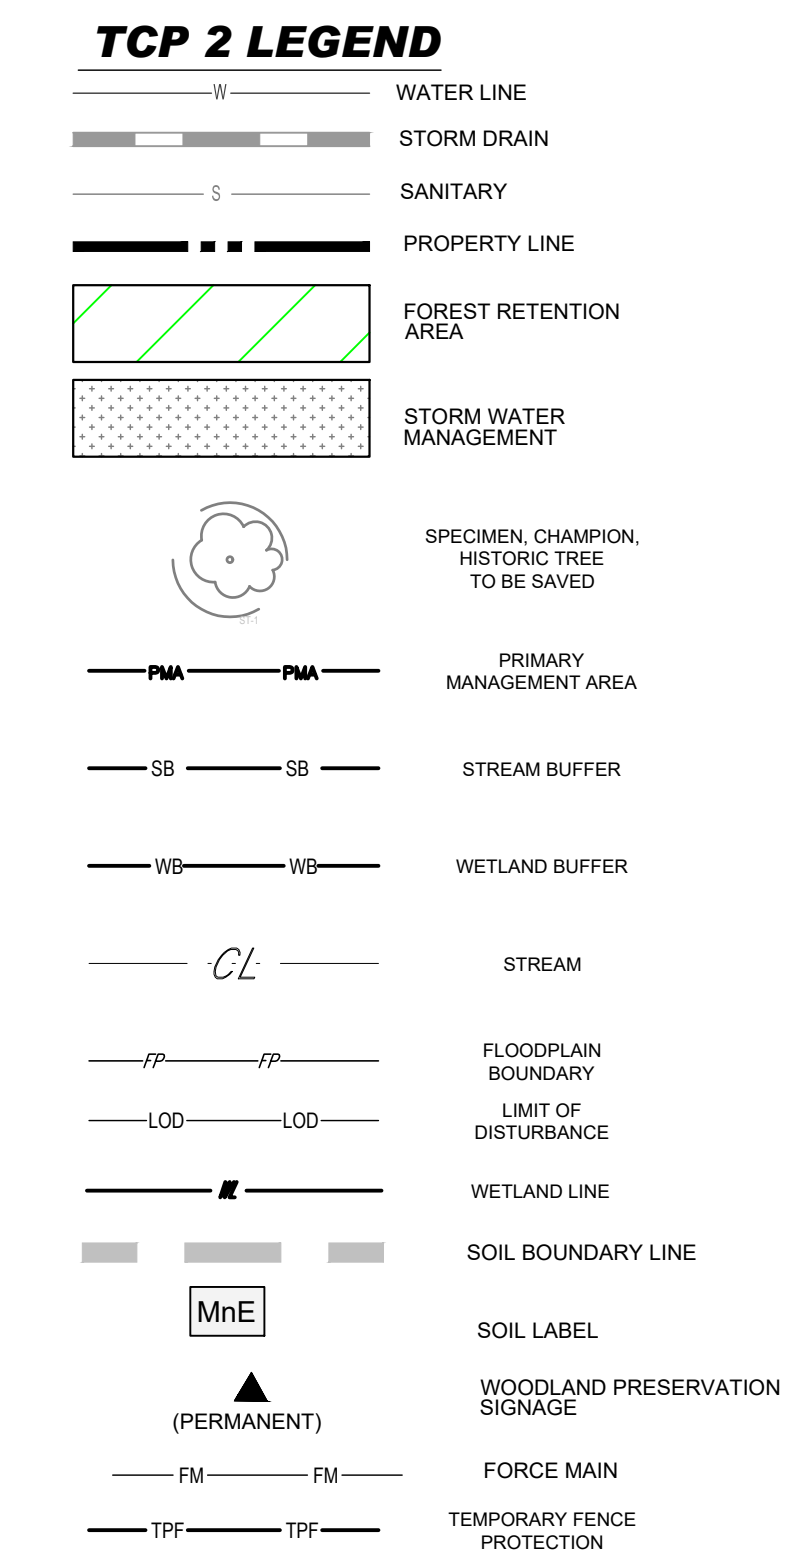 TCP 2 LEGEND
W WATER LINE
STORM DRAIN
S SANITARY
PROPERTY LINE
FOREST RETENTION
AREA
STORM WATER
MANAGEMENT
SPECIMEN, CHAMPION,
HISTORIC TREE
TO BE SAVED
ST-1
PRIMARY
PMA PMA
MANAGEMENT AREA
SB SB STREAM BUFFER
WB WB WETLAND BUFFER
CL STREAM
FLOODPLAIN
FP FP
BOUNDARY
LIMIT OF
LOD LOD
DISTURBANCE
WL WETLAND LINE
SOIL BOUNDARY LINE
MnE
SOIL LABEL
WOODLAND PRESERVATION
SIGNAGE
(PERMANENT)
FM FM FORCE MAIN
TEMPORARY FENCE
TPF TPF
PROTECTION